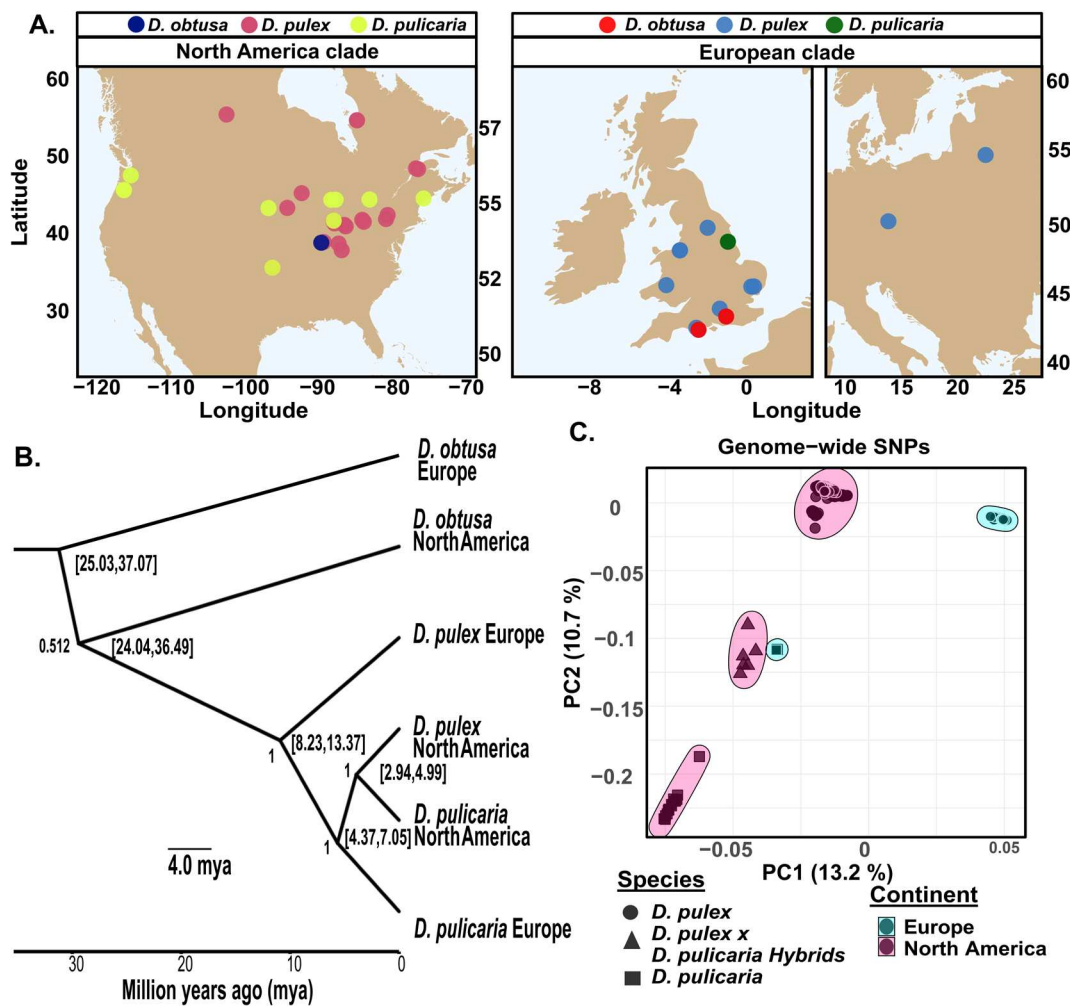 A.
D. obtusa D. pulex D. pulicaria
North America clade
D. obtusa D. pulex D. pulicaria
European clade
Latitude
60
50
40
30
−120 −110 −100 −90 −80 −70
Longitude
57
55
52
50
−8 −4 0
10 15 20 25
Longitude
60
55
50
45
40
B.
D. obtusa
Europe
D. obtusa
North America
[25.03,37.07]
0.512
[24.04,36.49]
D. pulex Europe
D. pulex
North America
1
[8.23,13.37]
1
[2.94,4.99]
D. pulicaria
North America
1
[4.37,7.05]
4.0 mya
D. pulicaria Europe
30 20 10 0
Million years ago (mya)
C.
Genome−wide SNPs
PC2 (10.7 %)
0
−0.05
−0.1
−0.15
−0.2
−0.05 0 0.05
PC1 (13.2 %)
Species
D. pulex
D. pulex x
D. pulicaria Hybrids
D. pulicaria
Continent
Europe
North America